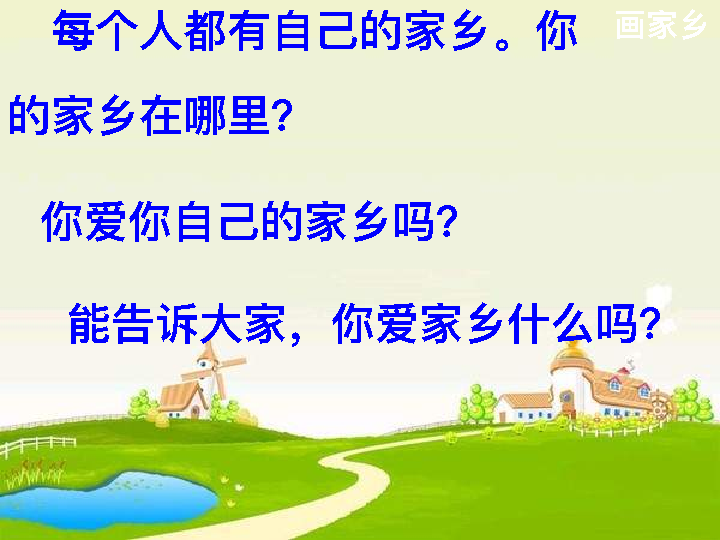 画家乡
每个人都有自己的家乡。你
的家乡在哪里?
你爱你自己的家乡吗?
能告诉大家，你爱家乡什么吗?